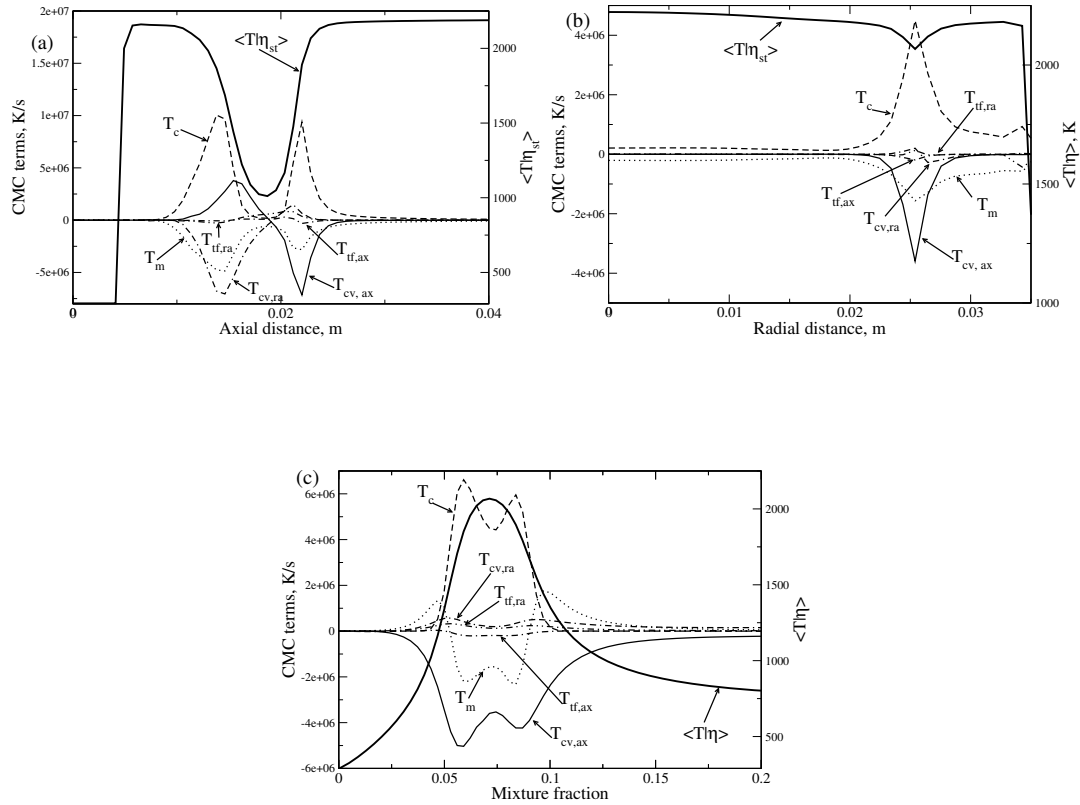 (a)
<T|η_st>
2e+07
1.5e+07
1e+07
5e+06
0
-5e+06
CMC terms, K/s
2000
1500
1000
500
<T|η_st>
T_c
T_tf,ra
T_m
T_cv,ra
T_tf,ax
T_cv, ax
0
0.02
0.04
Axial distance, m
(b)
<T|η_st>
4e+06
2e+06
0
-2e+06
-4e+06
CMC terms, K/s
2000
1500
1000
<T|η>, K
T_c
T_tf,ra
T_tf,ax
T_cv,ra
T_m
T_cv, ax
0
0.01
0.02
0.03
Radial distance, m
(c)
6e+06
4e+06
2e+06
0
-2e+06
-4e+06
-6e+06
CMC terms, K/s
2000
1500
1000
500
<T|η>
T_c
T_cv,ra
T_tf,ra
T_m
T_tf,ax
T_cv,ax
<T|η>
0
0.05
0.1
0.15
0.2
Mixture fraction